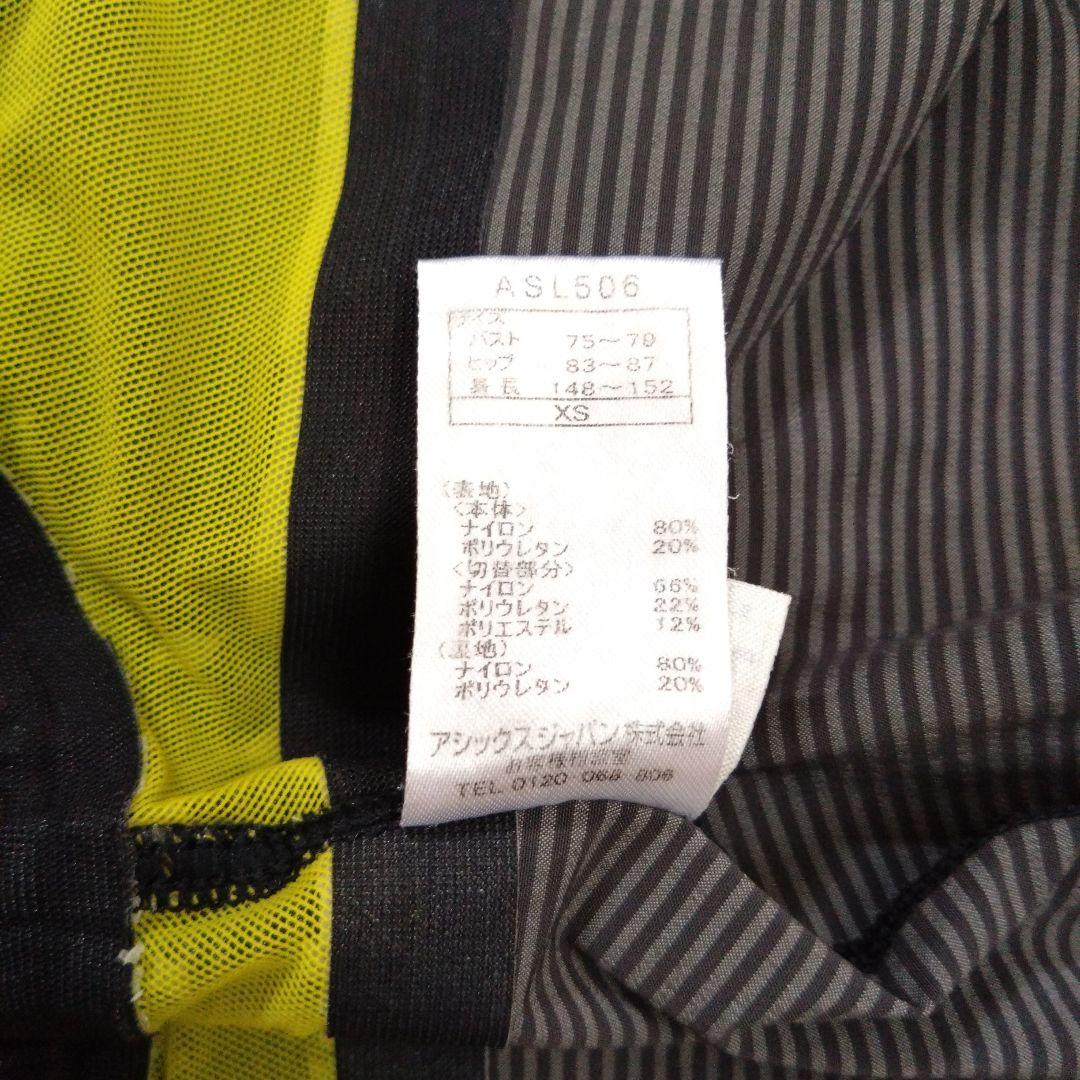 ASL506
サイズ
バスト 75～79
ヒップ 83～87
身長 148～152
XS
(表地)
<本体>
ナイロン 80%
ポリウレタン 20%
<切替部分>
ナイロン 66%
ポリウレタン 22%
ポリエステル 12%
(裏地)
ナイロン 80%
ポリウレタン 20%
アシックスジャパン株式会社
お客様相談室
TEL 0120 068 806